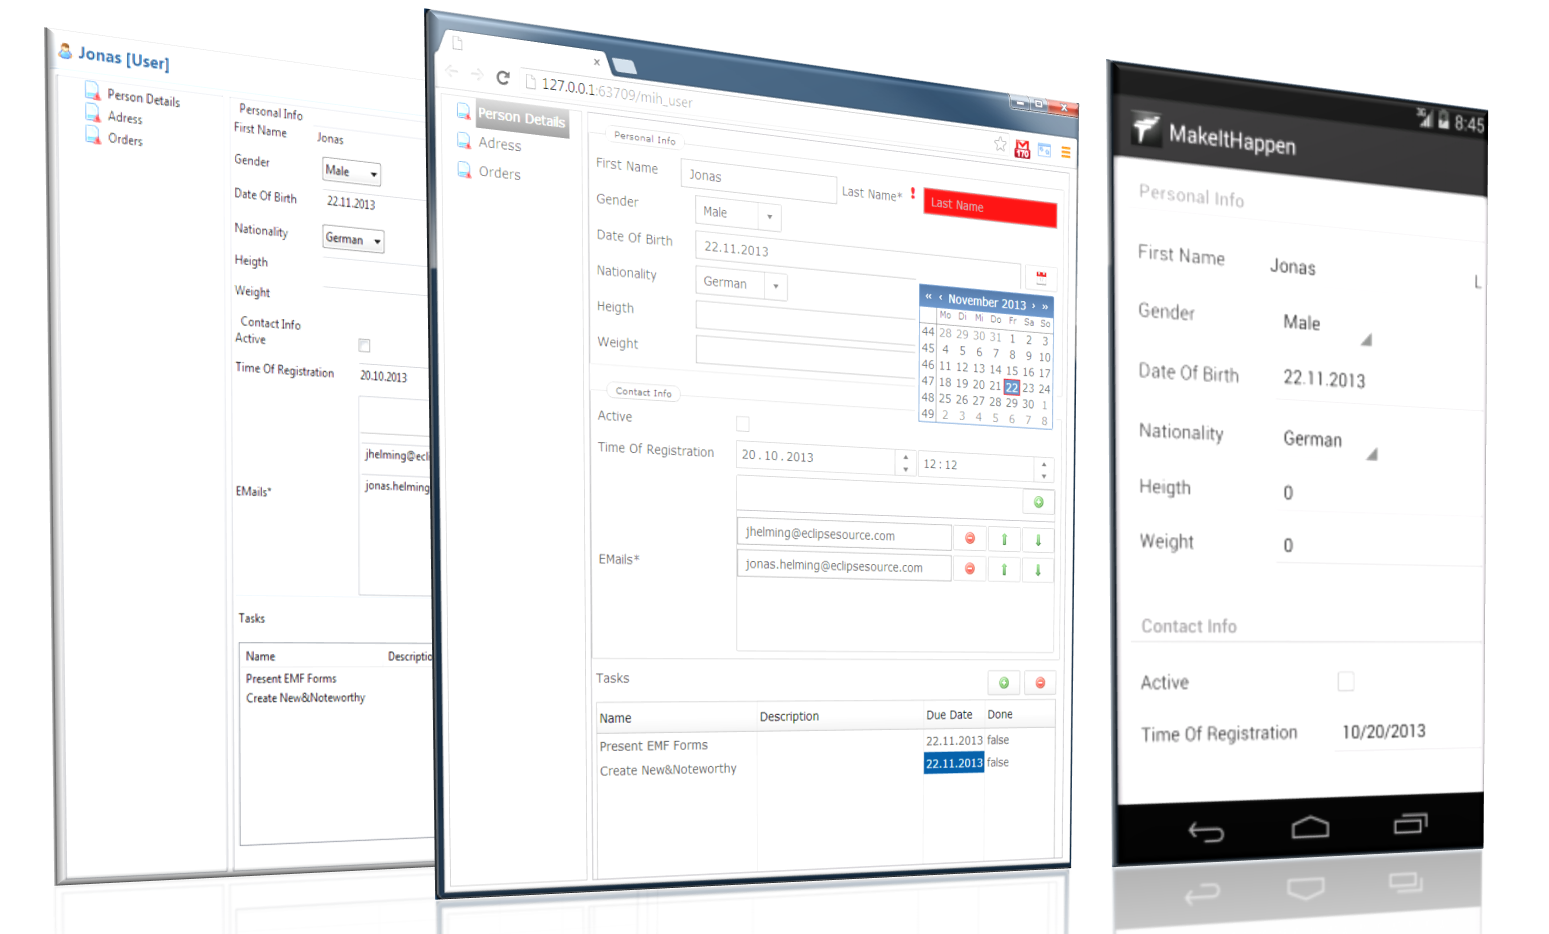 Jonas [User]
Person Details
Adress
Orders
Personal Info
First Name Jonas
Gender Male
Date Of Birth 22.11.2013
Nationality German
Heigth
Weight
Contact Info
Active
Time Of Registration 20.10.2013
jhelming@ecl
jonas.helming
EMails*
Tasks
Name Descriptio
Present EMF Forms
Create New&Noteworthy
127.0.0.1:63709/mih_user
170
Person Details
Adress
Orders
Personal Info
First Name Jonas Last Name* ! Last Name
Gender Male
Date Of Birth 22.11.2013
Nationality German
Heigth
Weight
« ‹ November 2013 › »
Mo Di Mi Do Fr Sa So
44 28 29 30 31 1 2 3
45 4 5 6 7 8 9 10
46 11 12 13 14 15 16 17
47 18 19 20 21 22 23 24
48 25 26 27 28 29 30 1
49 2 3 4 5 6 7 8
Contact Info
Active
Time Of Registration 20.10.2013 12:12
jhelming@eclipsesource.com
EMails* jonas.helming@eclipsesource.com
Tasks
Name Description Due Date Done
Present EMF Forms 22.11.2013 false
Create New&Noteworthy 22.11.2013 false
3G 8:45
MakeItHappen
Personal Info
First Name Jonas L
Gender Male
Date Of Birth 22.11.2013
Nationality German
Heigth 0
Weight 0
Contact Info
Active
Time Of Registration 10/20/2013